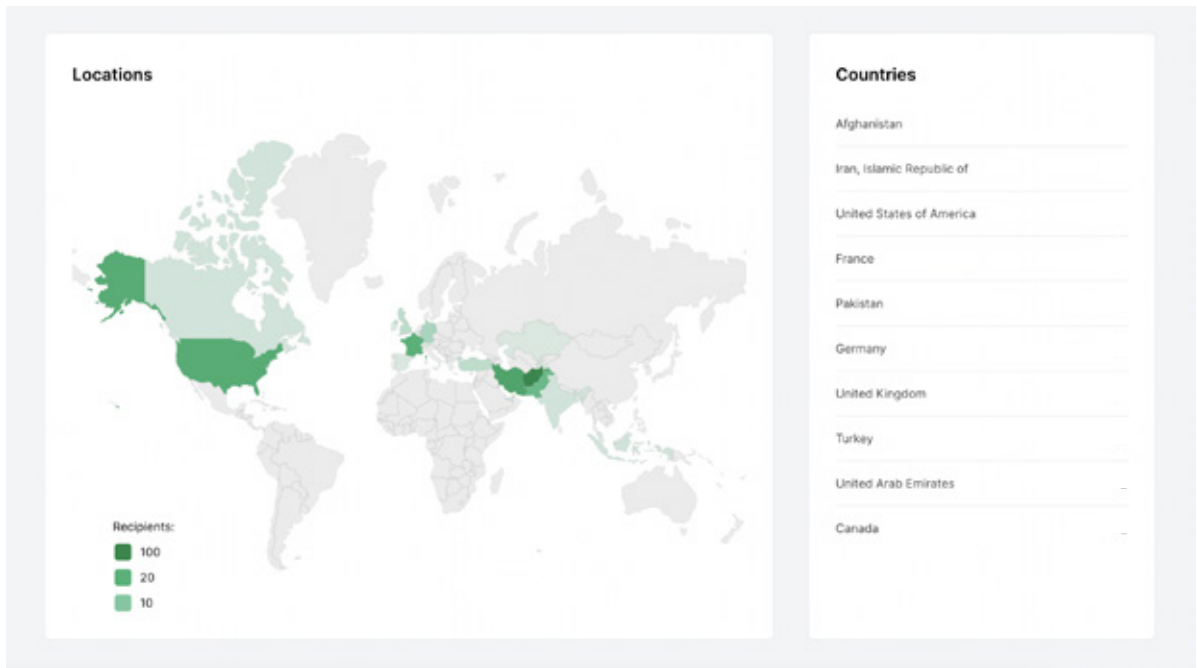 Locations
Recipients:
100
20
10
Countries
Afghanistan
Iran, Islamic Republic of
United States of America
France
Pakistan
Germany
United Kingdom
Turkey
United Arab Emirates
Canada